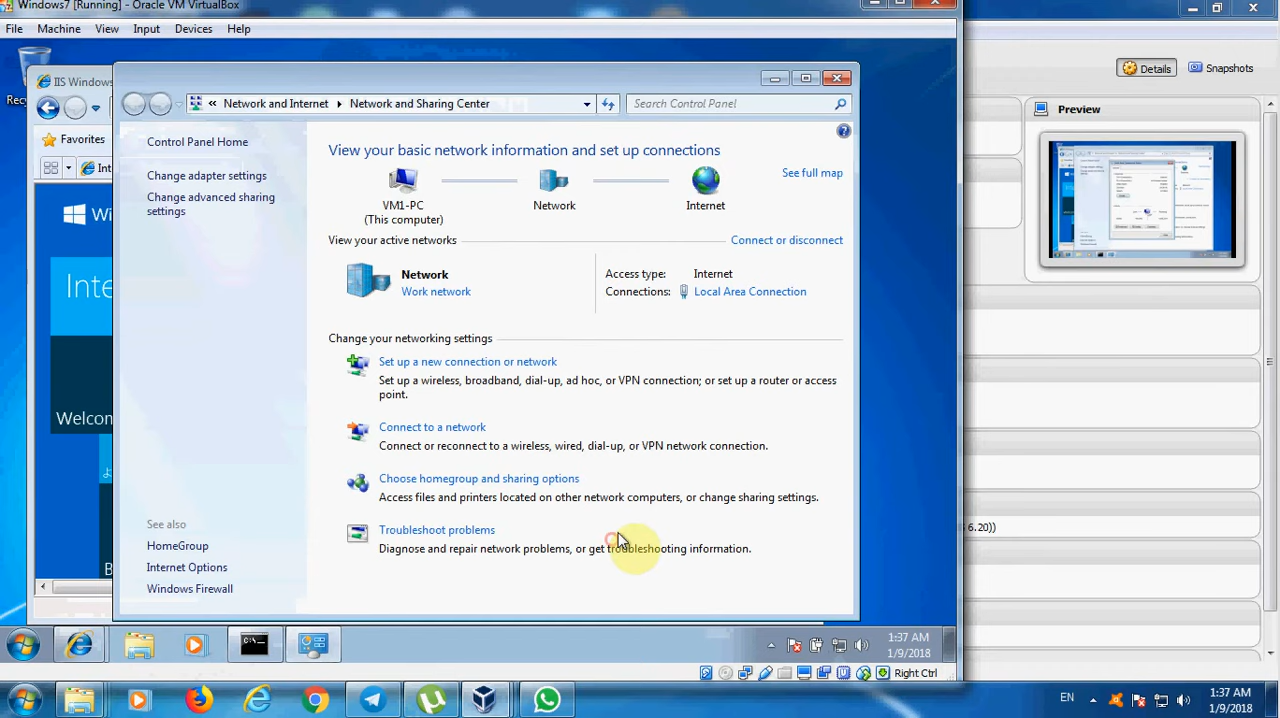 Windows7 [Running] - Oracle VM VirtualBox
File Machine View Input Devices Help
Details Snapshots
IIS Windows
Network and Internet Network and Sharing Center
Search Control Panel
Preview
Favorites
Control Panel Home
Change adapter settings
Change advanced sharing
settings
View your basic network information and set up connections
See full map
VM1-PC
(This computer)
Network
Internet
View your active networks
Connect or disconnect
Network
Work network
Access type: Internet
Connections: Local Area Connection
Change your networking settings
Set up a new connection or network
Set up a wireless, broadband, dial-up, ad hoc, or VPN connection; or set up a router or access
point.
Connect to a network
Connect or reconnect to a wireless, wired, dial-up, or VPN network connection.
Choose homegroup and sharing options
Access files and printers located on other network computers, or change sharing settings.
Troubleshoot problems
Diagnose and repair network problems, or get troubleshooting information.
See also
HomeGroup
Internet Options
Windows Firewall
Welcom
6.20))
1:37 AM
1/9/2018
Right Ctrl
EN
1:37 AM
1/9/2018